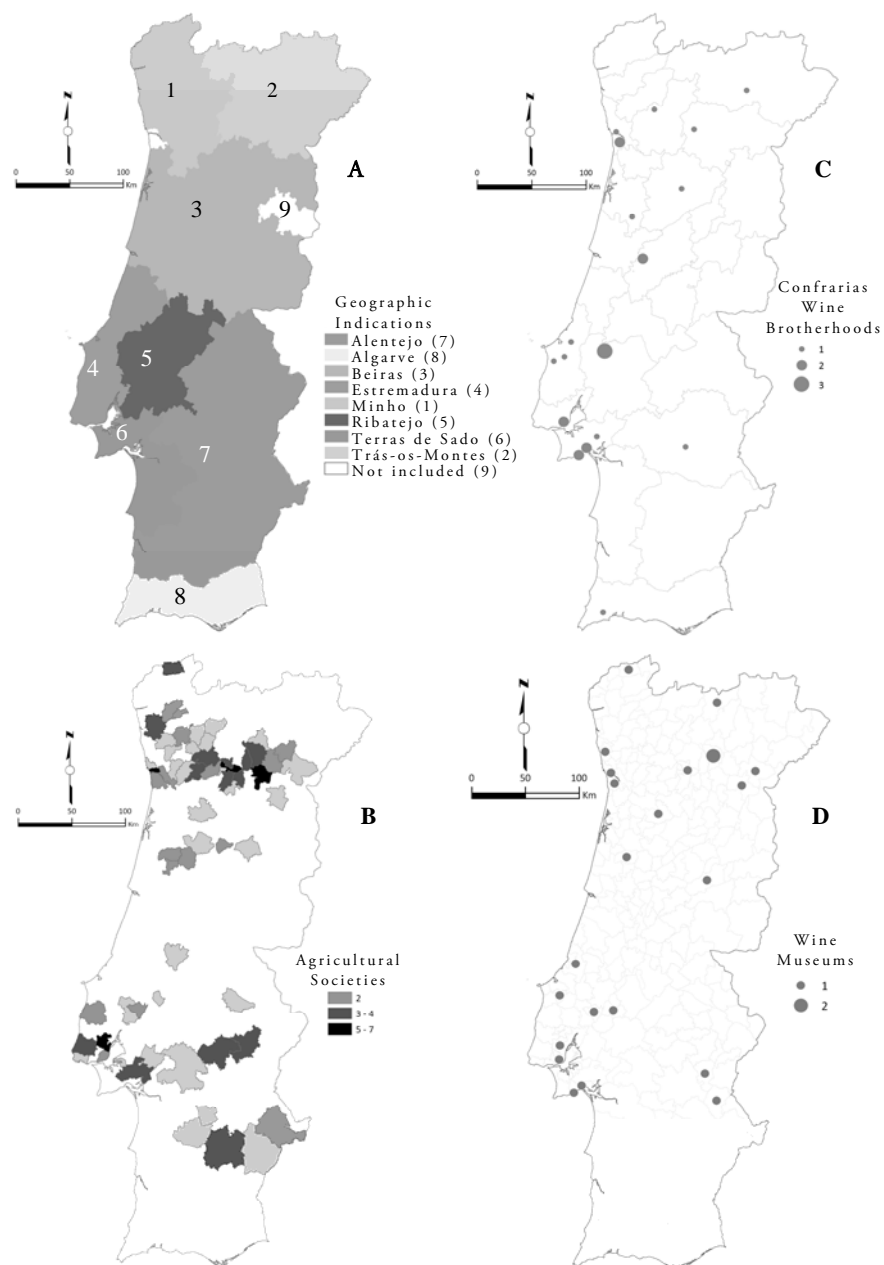 N
0 50 100
Km
A
1
2
3
9
4
5
6
7
8
Geographic
Indications
Alentejo (7)
Algarve (8)
Beiras (3)
Estremadura (4)
Minho (1)
Ribatejo (5)
Terras de Sado (6)
Trás-os-Montes (2)
Not included (9)
N
0 50 100
Km
C
Confrarias
Wine
Brotherhoods
1
2
3
N
0 50 100
Km
B
Agricultural
Societies
2
3 - 4
5 - 7
N
0 50 100
Km
D
Wine
Museums
1
2